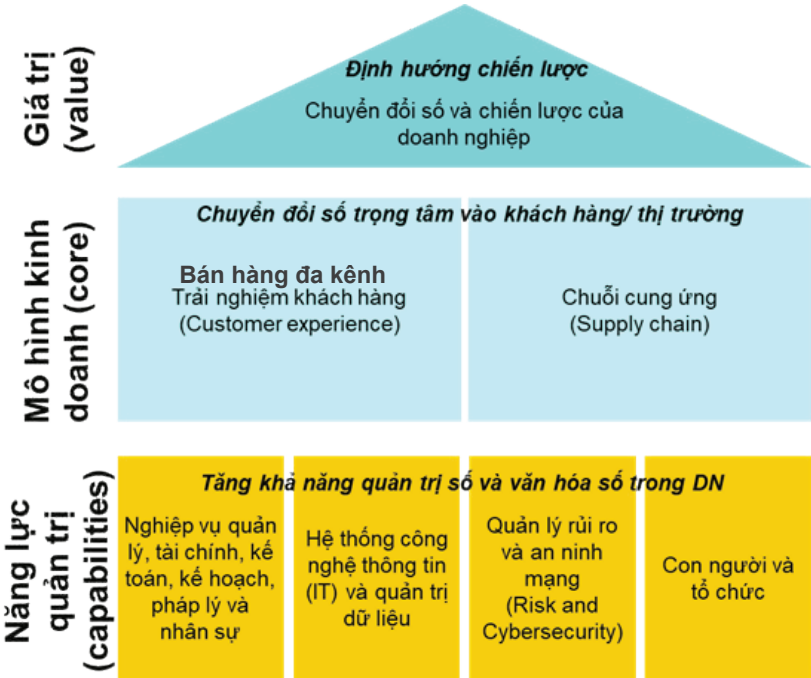 Giá trị
(value)
Định hướng chiến lược
Chuyển đổi số và chiến lược của
doanh nghiệp
Mô hình kinh
doanh (core)
Chuyển đổi số trọng tâm vào khách hàng/ thị trường
Bán hàng đa kênh
Trải nghiệm khách hàng
(Customer experience)
Chuỗi cung ứng
(Supply chain)
Năng lực
quản trị
(capabilities)
Tăng khả năng quản trị số và văn hóa số trong DN
Nghiệp vụ quản
lý, tài chính, kế
toán, kế hoạch,
pháp lý và
nhân sự
Hệ thống công
nghệ thông tin
(IT) và quản trị
dữ liệu
Quản lý rủi ro
và an ninh
mạng
(Risk and
Cybersecurity)
Con người và
tổ chức